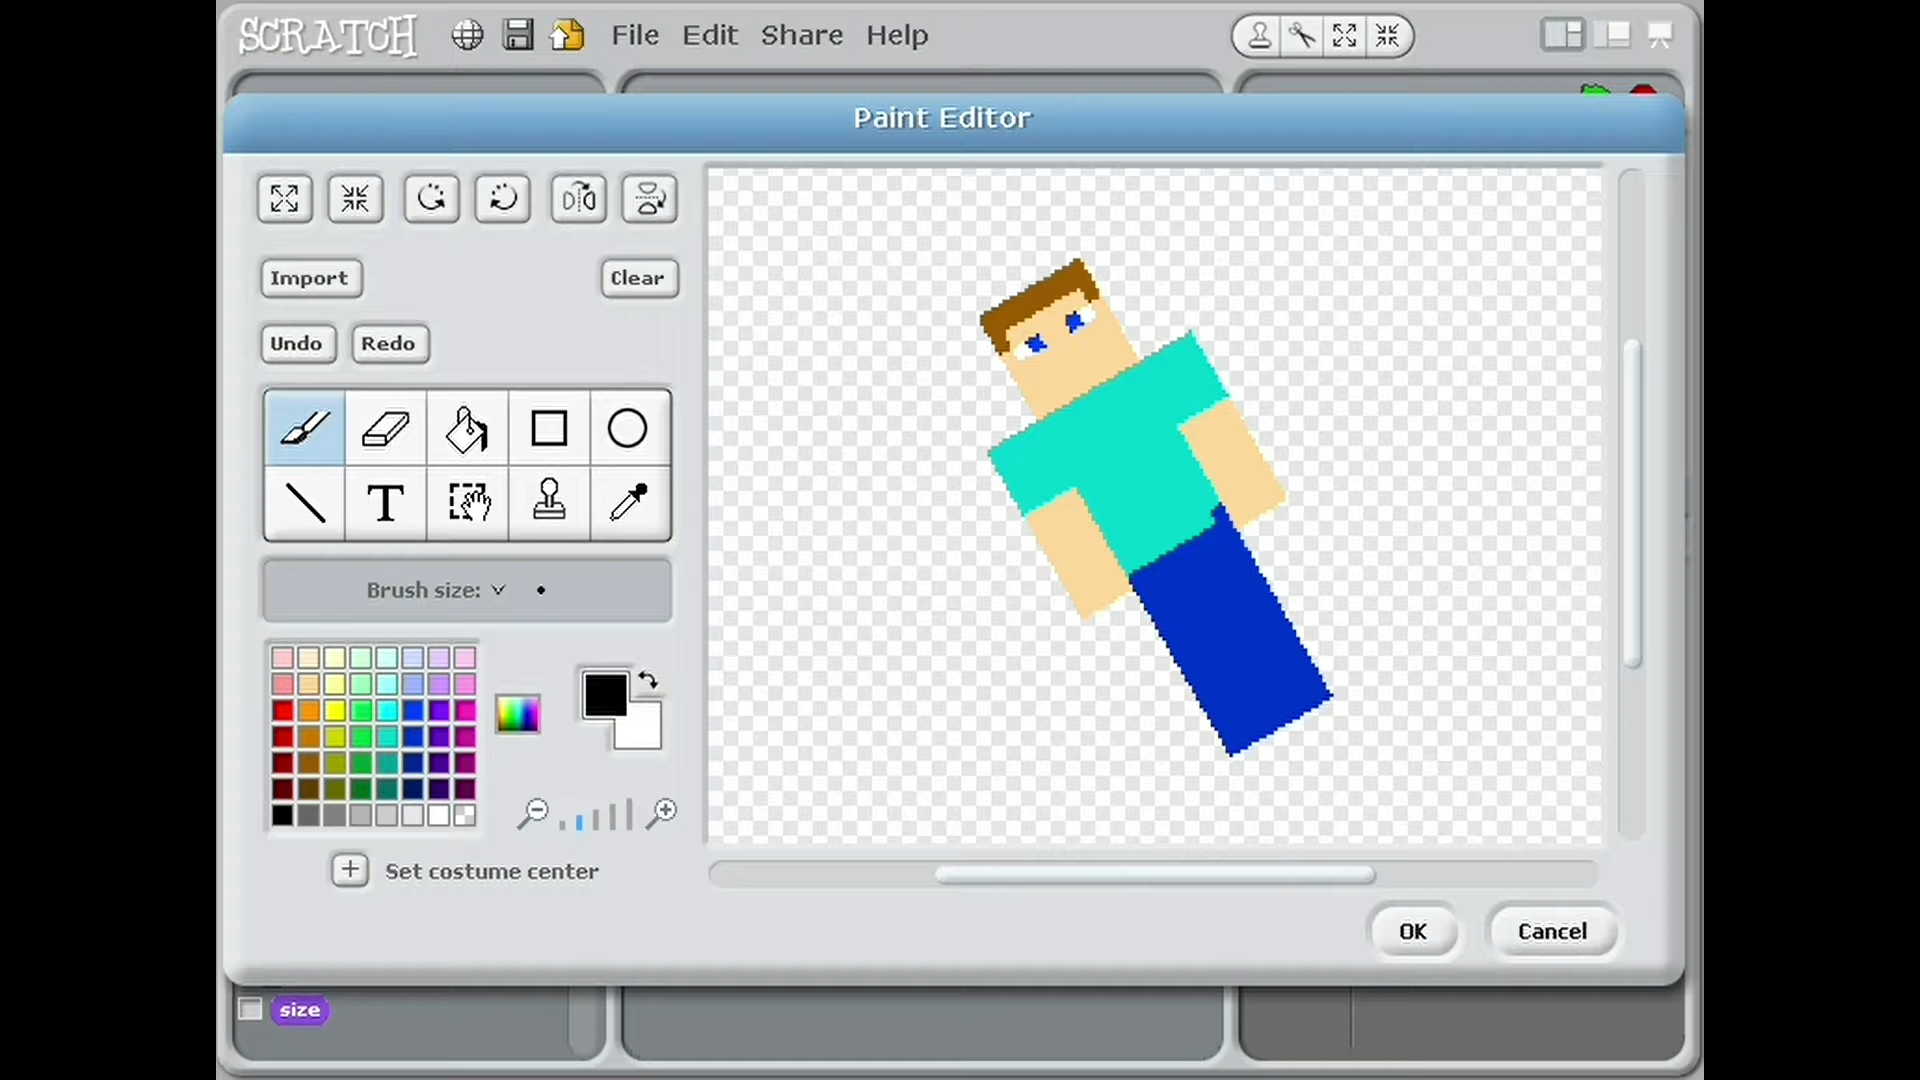 SCRATCH File Edit Share Help
Paint Editor
Import Clear
Undo Redo
T
Brush size:
Set costume center
OK Cancel
size